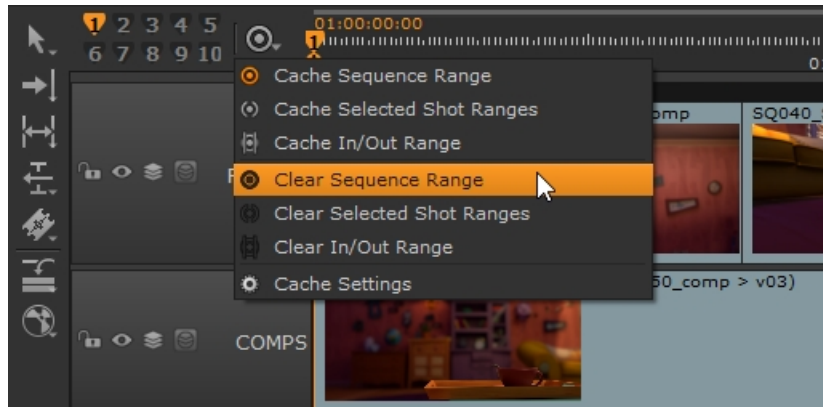 1 2 3 4 5
6 7 8 9 10
01:00:00:00
1
Cache Sequence Range
Cache Selected Shot Ranges
Cache In/Out Range
Clear Sequence Range
Clear Selected Shot Ranges
Clear In/Out Range
Cache Settings
SQ040_
50_comp > v03)
COMPS